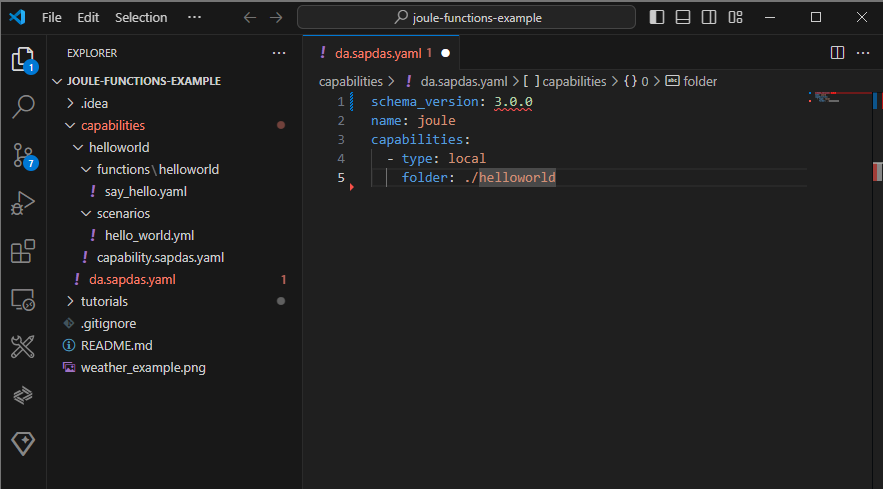 File Edit Selection ··· joule-functions-example
EXPLORER ···
JOULE-FUNCTIONS-EXAMPLE
.idea
capabilities
helloworld
functions\helloworld
say_hello.yaml
scenarios
hello_world.yml
capability.sapdas.yaml
da.sapdas.yaml 1
tutorials
.gitignore
README.md
weather_example.png
1
7
! da.sapdas.yaml 1 ● ···
capabilities > ! da.sapdas.yaml > [ ] capabilities > {} 0 > abc folder
1 schema_version: 3.0.0
2 name: joule
3 capabilities:
4 - type: local
5 folder: ./helloworld